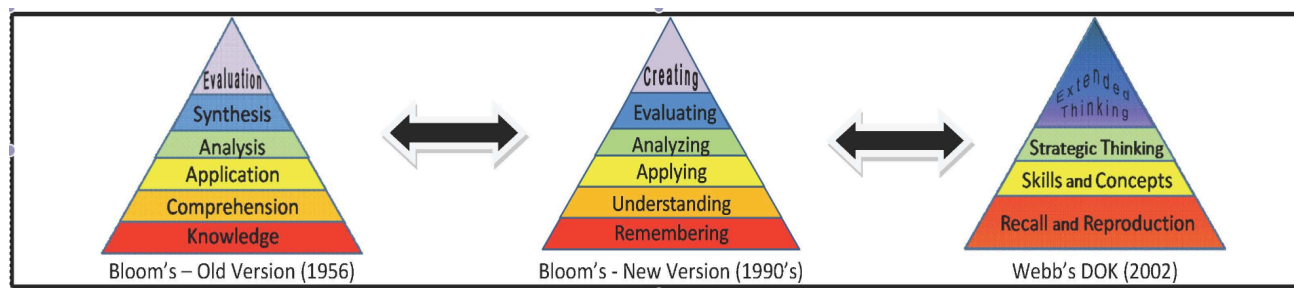 Evaluation
Synthesis
Analysis
Application
Comprehension
Knowledge
Bloom's – Old Version (1956)
Creating
Evaluating
Analyzing
Applying
Understanding
Remembering
Bloom's - New Version (1990's)
Extended
Thinking
Strategic Thinking
Skills and Concepts
Recall and Reproduction
Webb's DOK (2002)